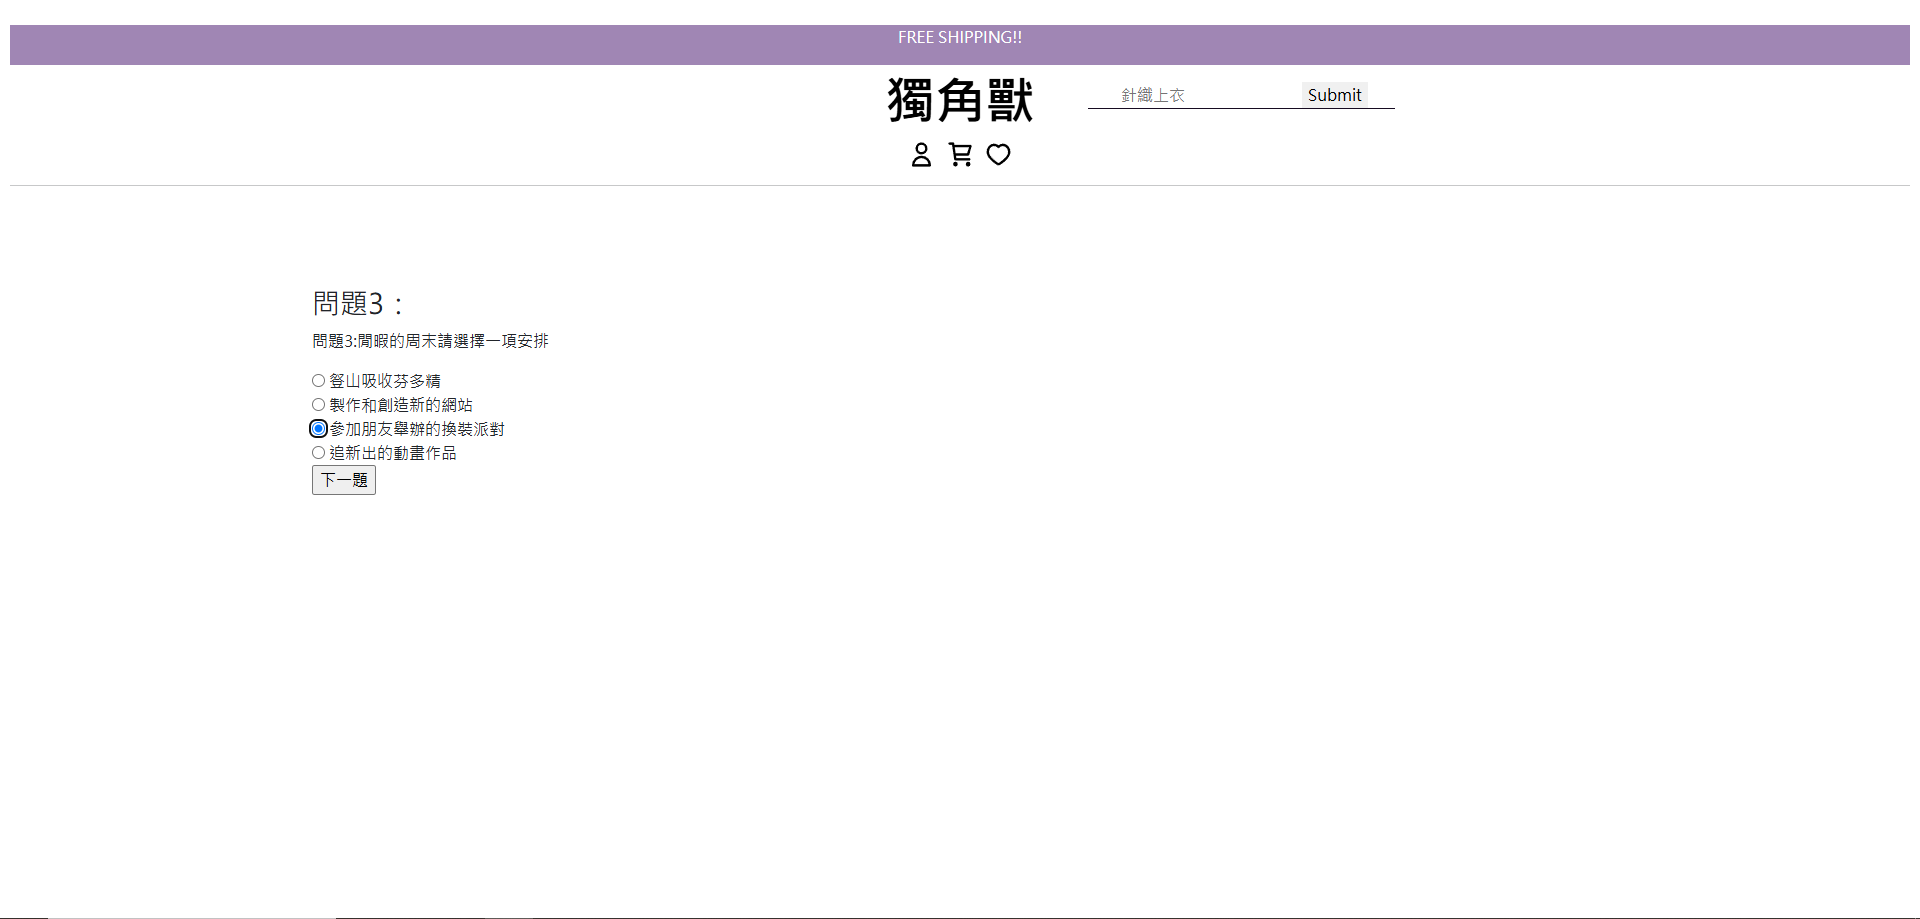 FREE SHIPPING!!
獨角獸
針織上衣 Submit
問題3：
問題3:閒暇的周末請選擇一項安排
登山吸收芬多精
製作和創造新的網站
參加朋友舉辦的換裝派對
追新出的動畫作品
下一題